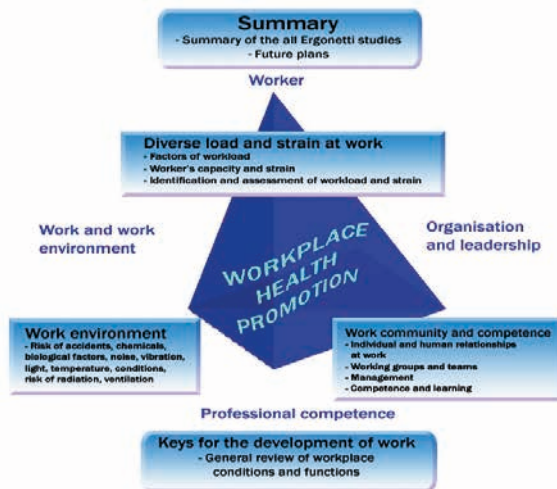 Summary
- Summary of the all Ergonetti studies
- Future plans
Worker
Diverse load and strain at work
- Factors of workload
- Worker's capacity and strain
- Identification and assessment of workload and strain
Work and work
environment
Organisation
and leadership
WORKPLACE
HEALTH
PROMOTION
Work environment
- Risk of accidents, chemicals,
biological factors, noise, vibration,
light, temperature, conditions,
risk of radiation, ventilation
Work community and competence
- Individual and human relationships
at work
- Working groups and teams
- Management
- Competence and learning
Professional competence
Keys for the development of work
- General review of workplace
conditions and functions